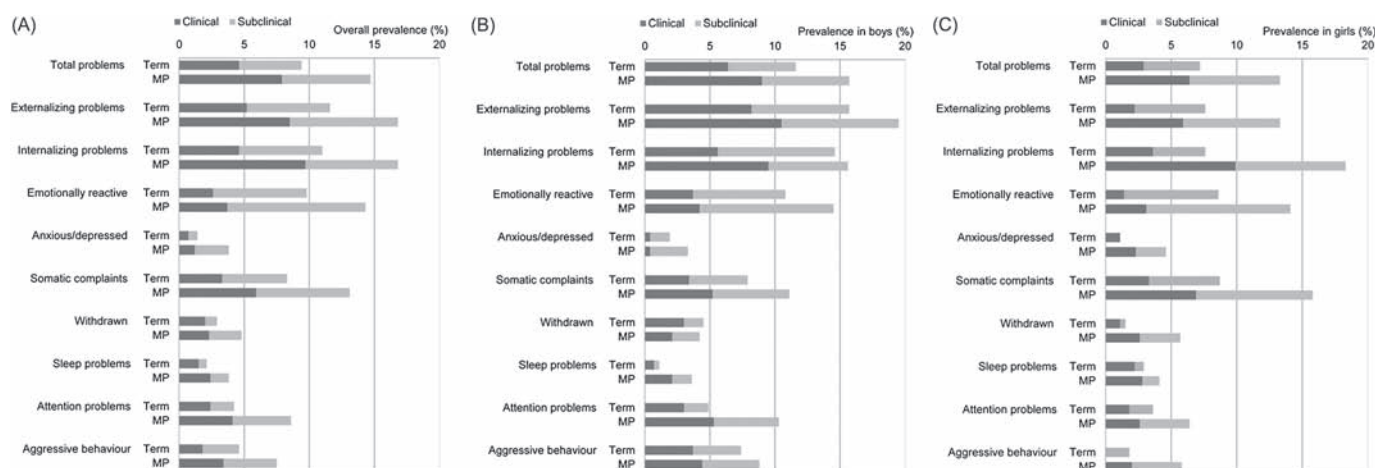 (A)
Clinical Subclinical
Overall prevalence (%)
0 5 10 15 20
Total problems Term
MP
Externalizing problems Term
MP
Internalizing problems Term
MP
Emotionally reactive Term
MP
Anxious/depressed Term
MP
Somatic complaints Term
MP
Withdrawn Term
MP
Sleep problems Term
MP
Attention problems Term
MP
Aggressive behaviour Term
MP
(B)
Clinical Subclinical
Prevalence in boys (%)
0 5 10 15 20
Total problems Term
MP
Externalizing problems Term
MP
Internalizing problems Term
MP
Emotionally reactive Term
MP
Anxious/depressed Term
MP
Somatic complaints Term
MP
Withdrawn Term
MP
Sleep problems Term
MP
Attention problems Term
MP
Aggressive behaviour Term
MP
(C)
Clinical Subclinical
Prevalence in girls (%)
0 5 10 15 20
Total problems Term
MP
Externalizing problems Term
MP
Internalizing problems Term
MP
Emotionally reactive Term
MP
Anxious/depressed Term
MP
Somatic complaints Term
MP
Withdrawn Term
MP
Sleep problems Term
MP
Attention problems Term
MP
Aggressive behaviour Term
MP